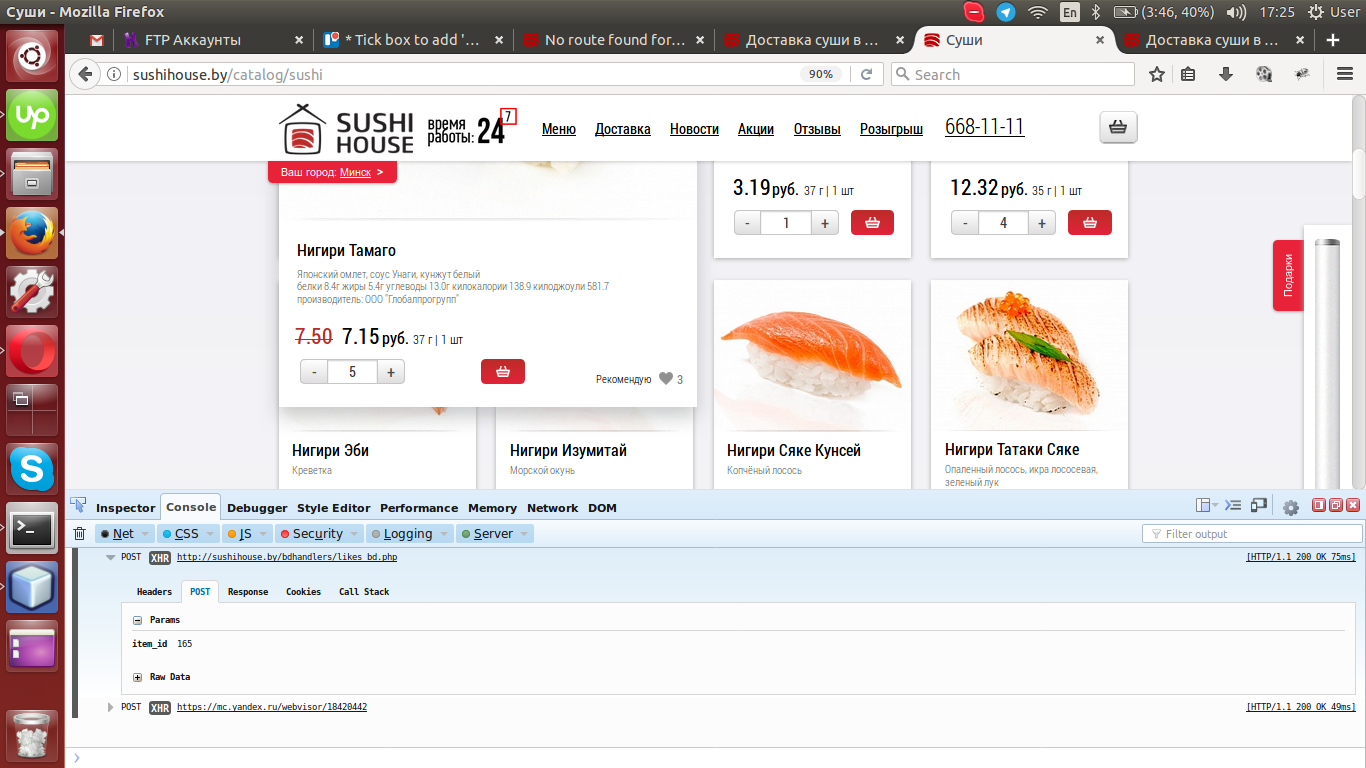 Суши - Mozilla Firefox
En
(3:46, 40%)
17:25
User
FTP Аккаунты
* Tick box to add '...
No route found for...
Доставка суши в ...
Суши
Доставка суши в ...
sushihouse.by/catalog/sushi
90%
Search
SUSHI HOUSE
время работы: 24 7
Меню
Доставка
Новости
Акции
Отзывы
Розыгрыш
668-11-11
Ваш город: Минск >
3.19 руб. 37 г | 1 шт
- 1 +
12.32 руб. 35 г | 1 шт
- 4 +
Нигири Тамаго
Японский омлет, соус Унаги, кунжут белый
белки 8.4г жиры 5.4г углеводы 13.0г килокалории 138.9 килоджоули 581.7
производитель: ООО "Глобалпрогрупп"
7.50 7.15 руб. 37 г | 1 шт
- 5 +
Рекомендую 3
Подарки
Нигири Эби
Креветка
Нигири Изумитай
Морской окунь
Нигири Сяке Кунсей
Копчёный лосось
Нигири Татаки Сяке
Опаленный лосось, икра лососевая,
зеленый лук
Inspector
Console
Debugger
Style Editor
Performance
Memory
Network
DOM
Net
CSS
JS
Security
Logging
Server
Filter output
POST XHR http://sushihouse.by/bdhandlers/likes_bd.php [HTTP/1.1 200 OK 75ms]
Headers
POST
Response
Cookies
Call Stack
Params
item_id 165
Raw Data
POST XHR https://mc.yandex.ru/webvisor/18420442 [HTTP/1.1 200 OK 49ms]